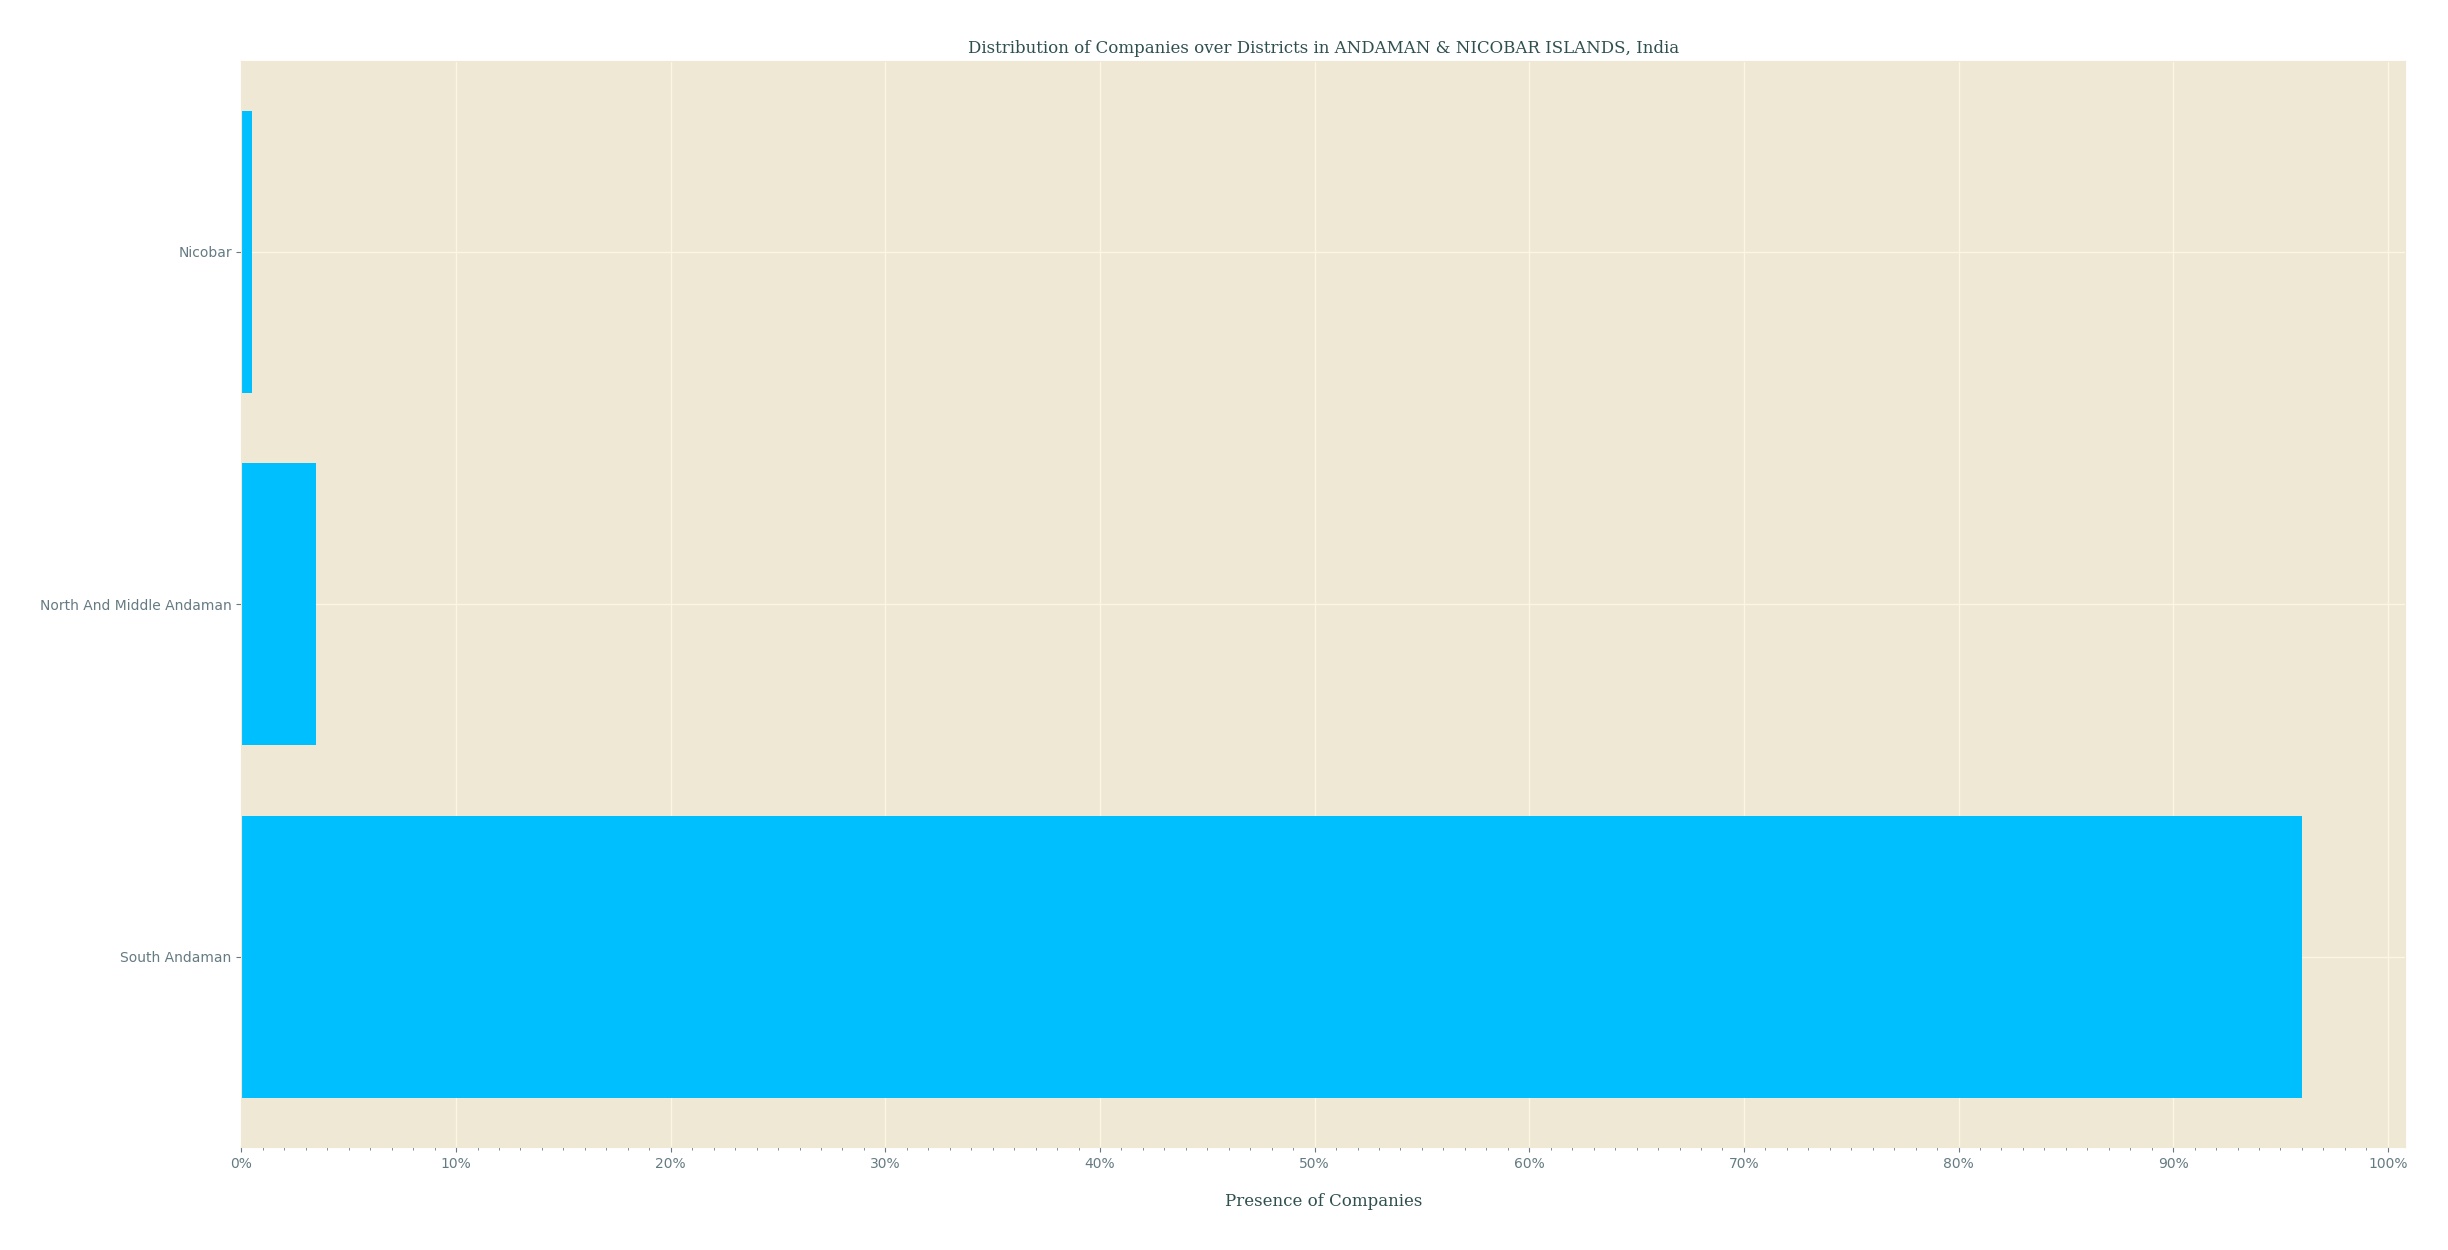 Distribution of Companies over Districts in ANDAMAN & NICOBAR ISLANDS, India
Nicobar
North And Middle Andaman
South Andaman
0% 10% 20% 30% 40% 50% 60% 70% 80% 90% 100%
Presence of Companies